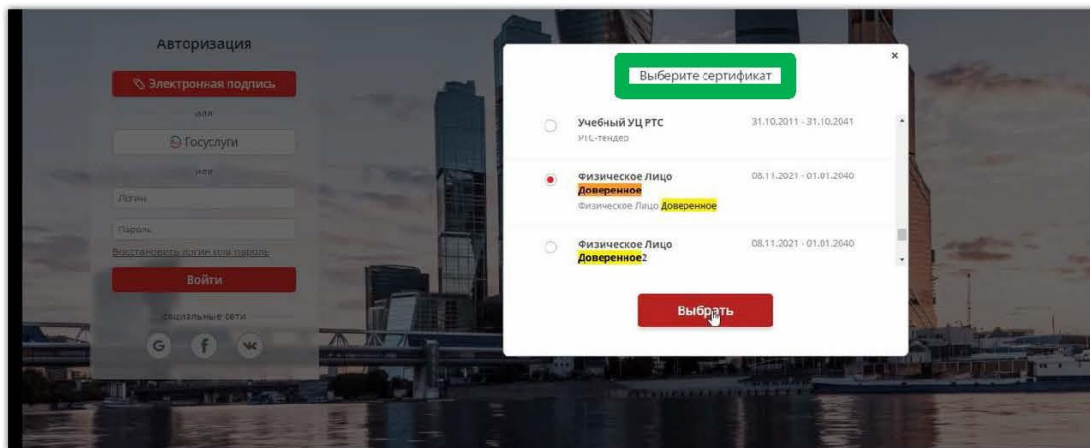 Авторизация
Электронная подпись
или
Госуслуги
или
Логин
Пароль
Восстановить логин или пароль
Войти
социальные сети
G f
Выберите сертификат
×
Учебный УЦ РТС 31.10.2011 - 31.10.2041
РТС-тендер
Физическое Лицо 08.11.2021 - 01.01.2040
Доверенное
Физическое Лицо Доверенное
Физическое Лицо 08.11.2021 - 01.01.2040
Доверенное2
Выбрать